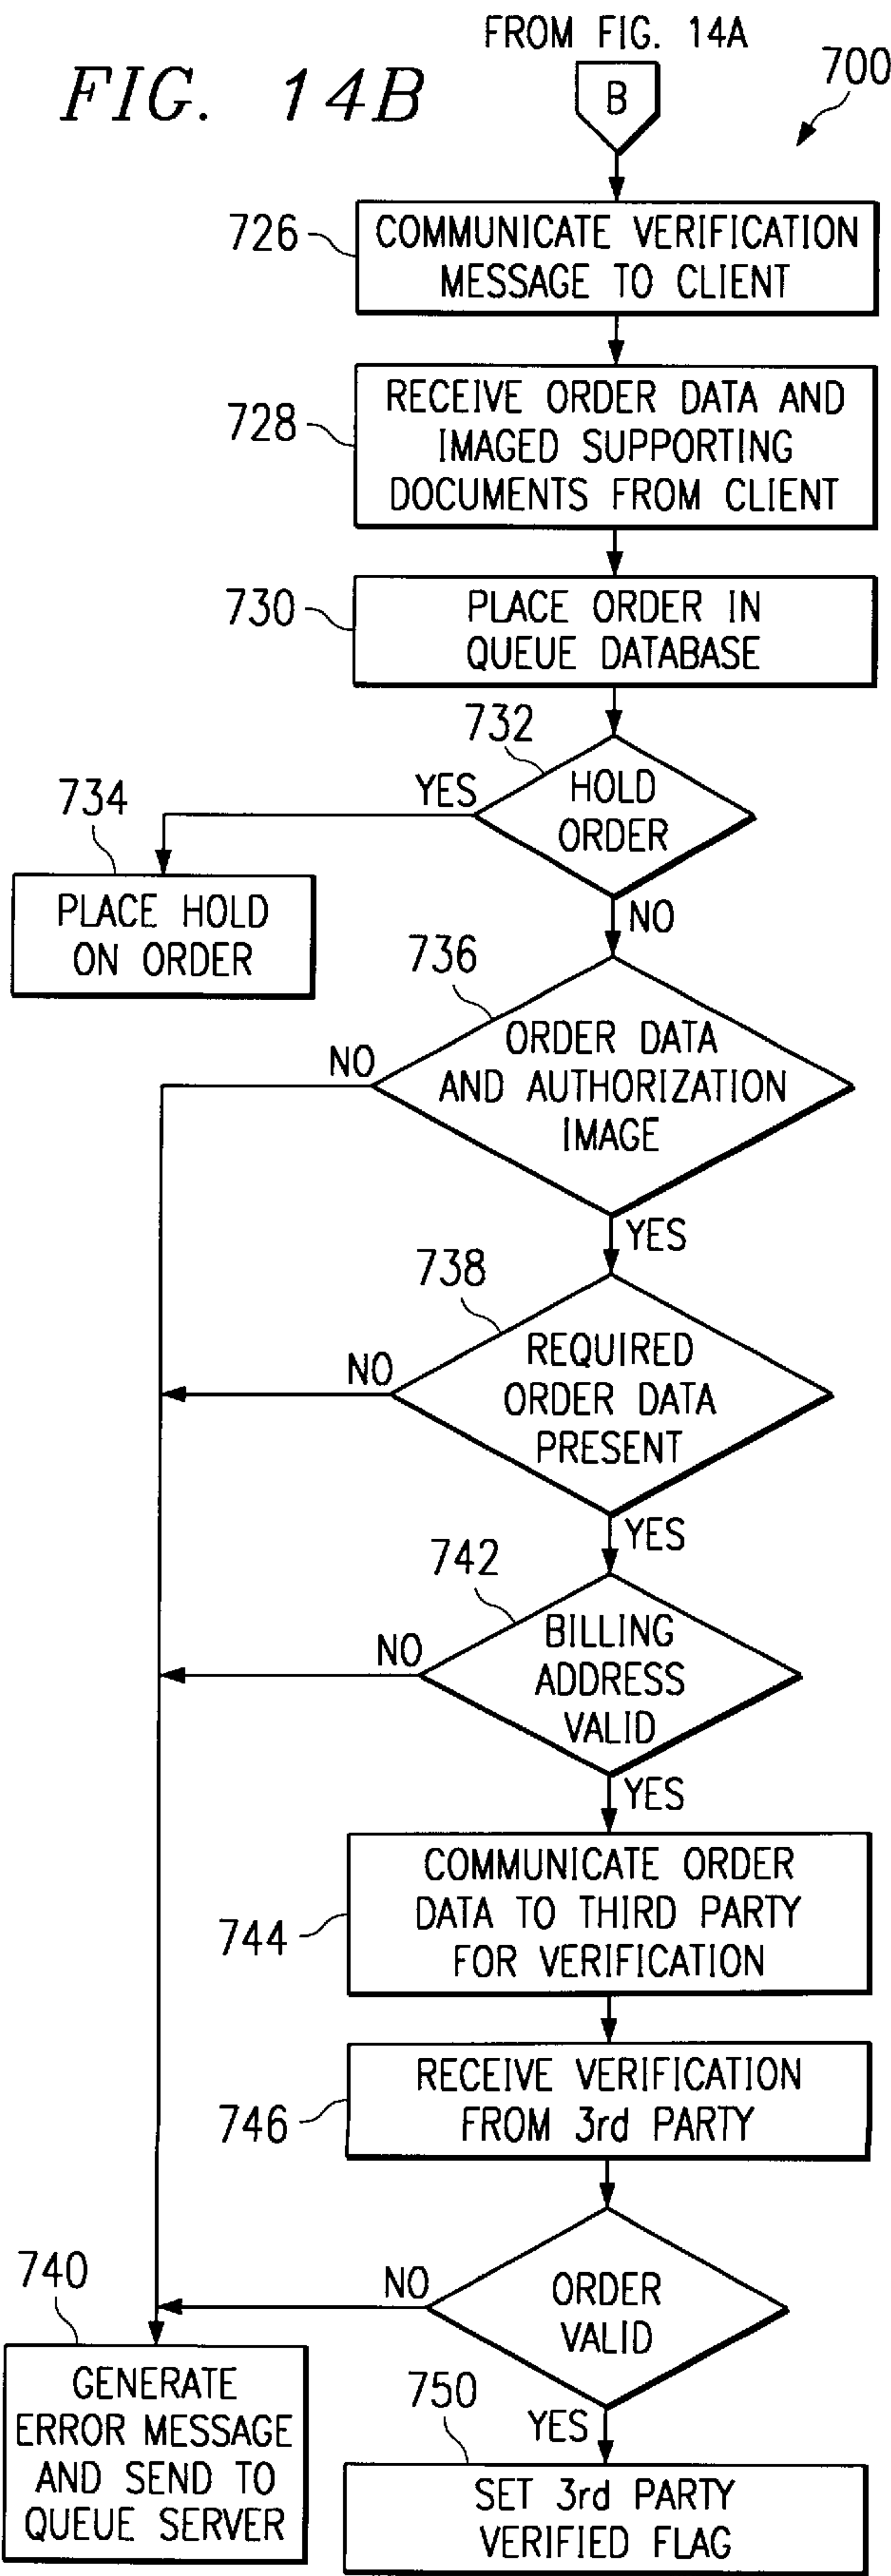 FROM FIG. 14A
FIG. 14B
B
700
726
COMMUNICATE VERIFICATION
MESSAGE TO CLIENT
728
RECEIVE ORDER DATA AND
IMAGED SUPPORTING
DOCUMENTS FROM CLIENT
730
PLACE ORDER IN
QUEUE DATABASE
732
HOLD
ORDER
YES
734
PLACE HOLD
ON ORDER
NO
736
ORDER DATA
AND AUTHORIZATION
IMAGE
NO
YES
738
REQUIRED
ORDER DATA
PRESENT
NO
YES
742
BILLING
ADDRESS
VALID
NO
YES
744
COMMUNICATE ORDER
DATA TO THIRD PARTY
FOR VERIFICATION
746
RECEIVE VERIFICATION
FROM 3rd PARTY
ORDER
VALID
NO
740
GENERATE
ERROR MESSAGE
AND SEND TO
QUEUE SERVER
YES
750
SET 3rd PARTY
VERIFIED FLAG